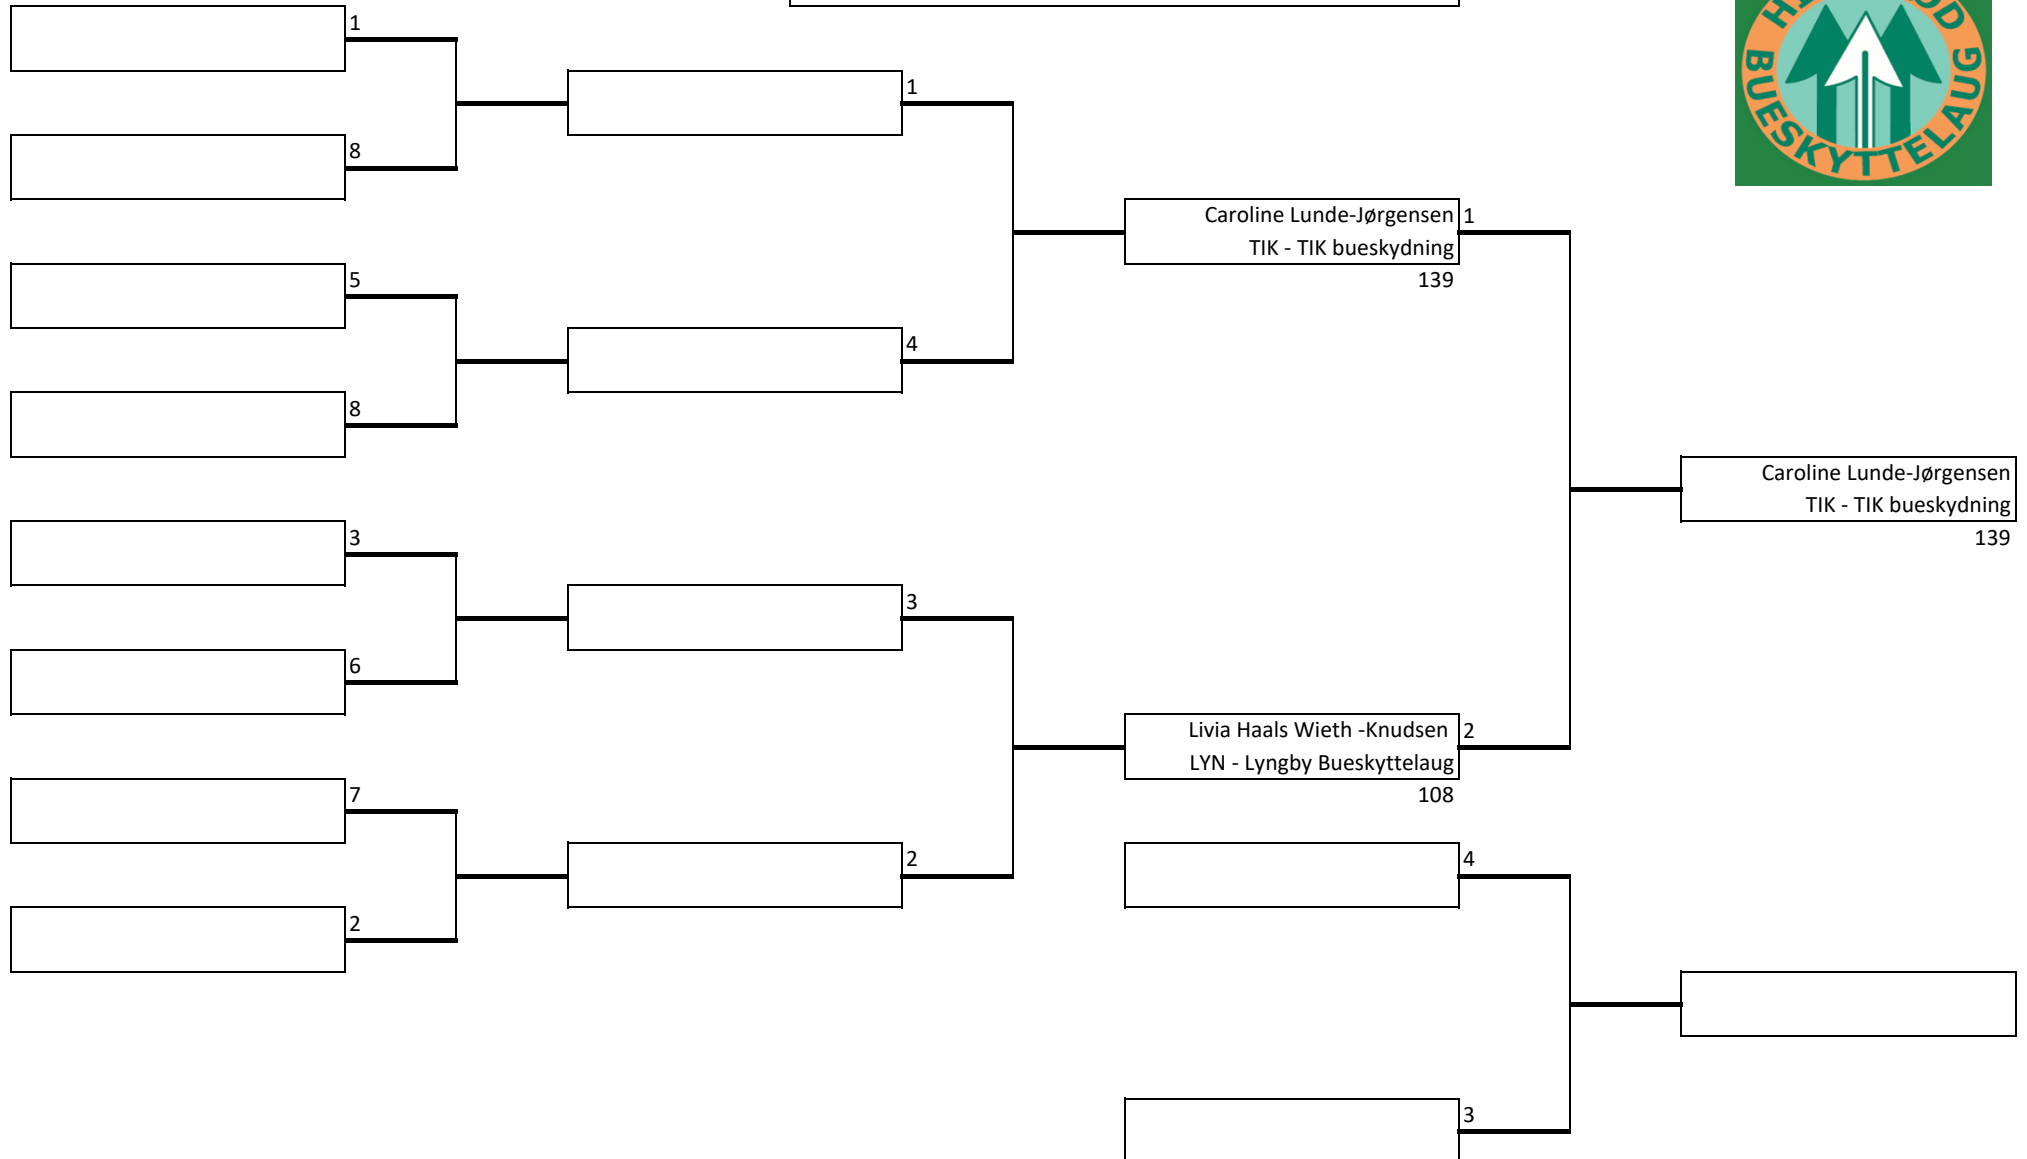 1
8
5
8
3
6
7
2
1
4
3
2
Caroline Lunde-Jørgensen 1
TIK - TIK bueskydning
139
Livia Haals Wieth -Knudsen 2
LYN - Lyngby Bueskyttelaug
108
4
3
Caroline Lunde-Jørgensen
TIK - TIK bueskydning
139
BUESKYTTELAUG